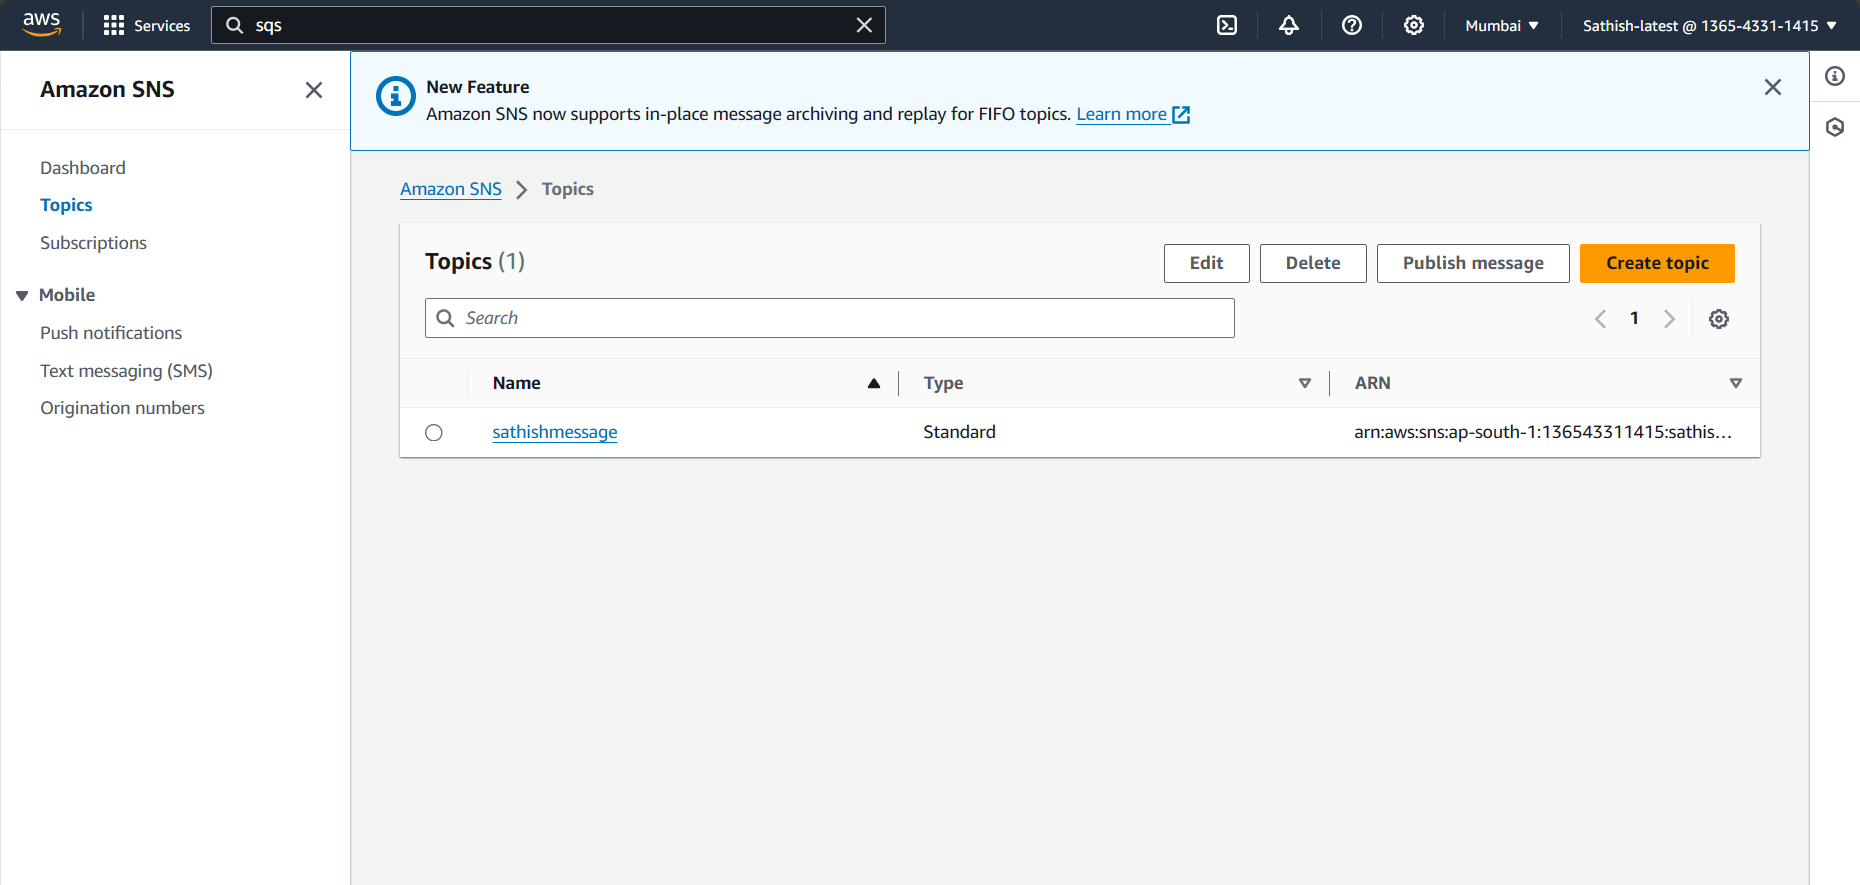 aws
Services
sqs
Mumbai
Sathish-latest @ 1365-4331-1415
Amazon SNS
Dashboard
Topics
Subscriptions
Mobile
Push notifications
Text messaging (SMS)
Origination numbers
New Feature
Amazon SNS now supports in-place message archiving and replay for FIFO topics. Learn more
Amazon SNS > Topics
Topics (1)
Edit
Delete
Publish message
Create topic
Search
1
Name
Type
ARN
sathishmessage
Standard
arn:aws:sns:ap-south-1:136543311415:sathis…